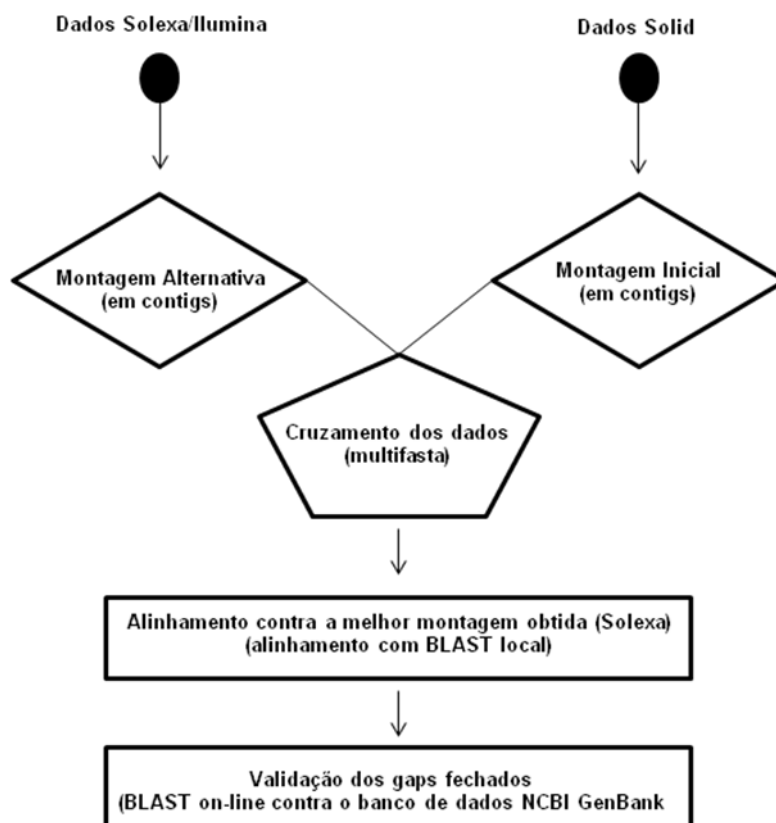 Dados Solexa/Ilumina
Dados Solid
Montagem Alternativa
(em contigs)
Montagem Inicial
(em contigs)
Cruzamento dos dados
(multifasta)
Alinhamento contra a melhor montagem obtida (Solexa)
(alinhamento com BLAST local)
Validação dos gaps fechados
(BLAST on-line contra o banco de dados NCBI GenBank